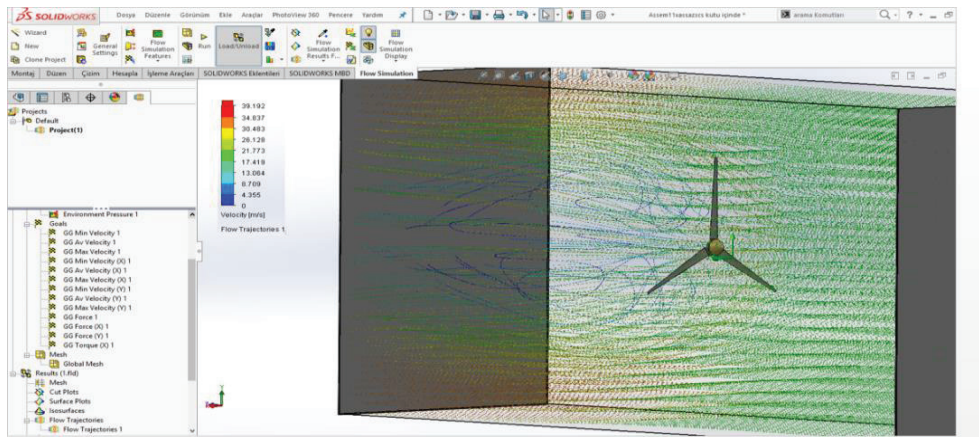 SOLIDWORKS Dosya Düzenle Görünüm Ekle Araçlar PhotoView 360 Pencere Yardım
arama Komutları
Wizard
New
Clone Project
General Settings
Flow Simulation Features
Run
Load/Unload
Flow Simulation Results F...
Flow Simulation Display
Montaj Düzen Çizim Hesapla İşleme Araçları SOLIDWORKS Eklentileri SOLIDWORKS MBD Flow Simulation
Projects
Default
Project(1)
Environment Pressure 1
Goals
GG Min Velocity 1
GG Av Velocity 1
GG Max Velocity 1
GG Min Velocity (X) 1
GG Av Velocity (X) 1
GG Max Velocity (X) 1
GG Min Velocity (Y) 1
GG Av Velocity (Y) 1
GG Max Velocity (Y) 1
GG Force 1
GG Force (X) 1
GG Force (Y) 1
GG Torque (X) 1
Mesh
Global Mesh
Results (1.fld)
Mesh
Cut Plots
Surface Plots
Isosurfaces
Flow Trajectories
Flow Trajectories 1
39.192
34.837
30.483
26.128
21.773
17.419
13.064
8.709
4.355
0
Velocity [m/s]
Flow Trajectories 1